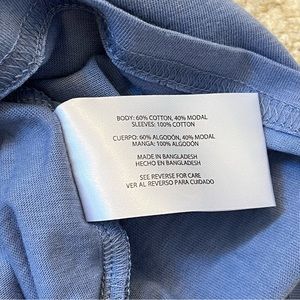 BODY: 60% COTTON, 40% MODAL
SLEEVES: 100% COTTON
CUERPO: 60% ALGODÓN, 40% MODAL
MANGA: 100% ALGODÓN
MADE IN BANGLADESH
HECHO EN BANGLADESH
SEE REVERSE FOR CARE
VER AL REVERSO PARA CUIDADO